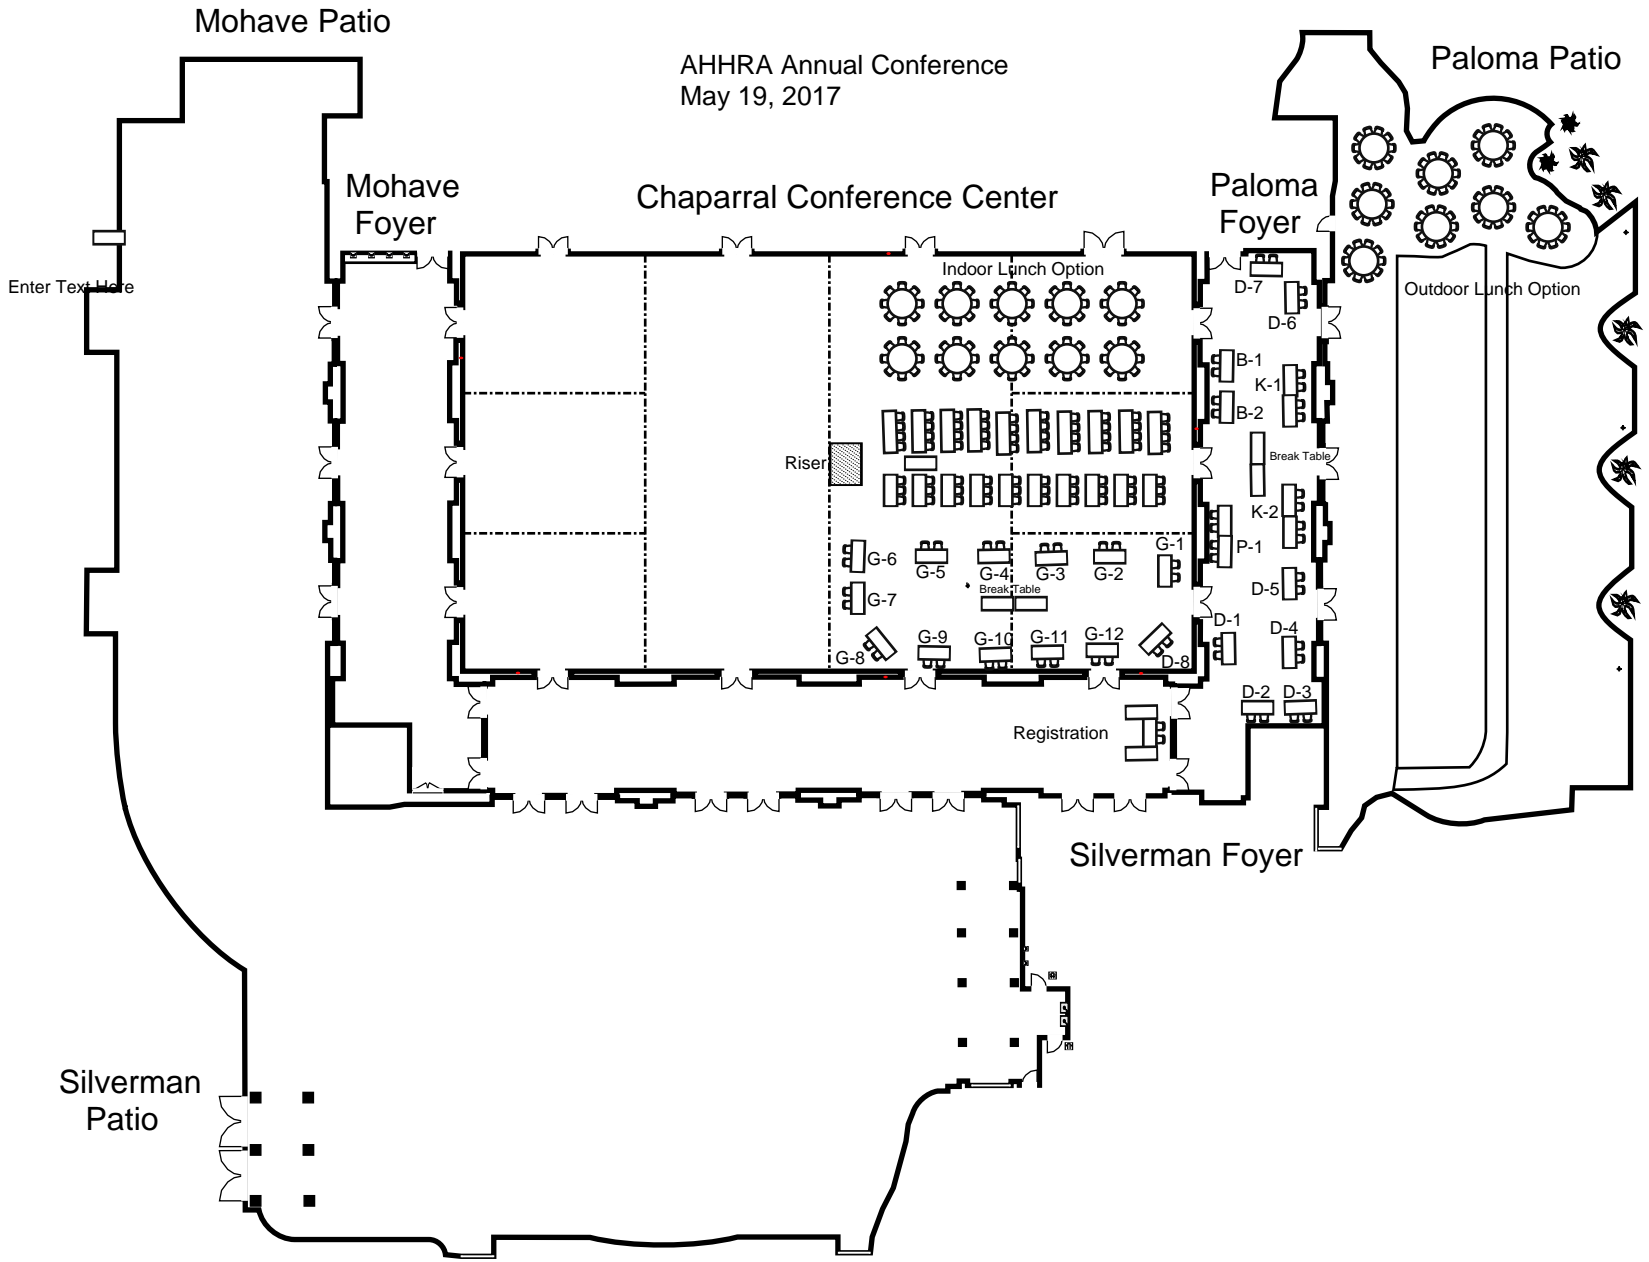 Mohave Patio
AHHRA Annual Conference
May 19, 2017
Paloma Patio
Mohave
Foyer
Chaparral Conference Center
Paloma
Foyer
Enter Text Here
Indoor Lunch Option
Outdoor Lunch Option
D-7
D-6
B-1
K-1
B-2
Riser
Break Table
K-2
P-1
G-1
G-6
G-5
G-4
G-3
G-2
Break Table
D-5
G-7
D-1
D-4
G-8
G-9
G-10
G-11
G-12
D-8
D-2
D-3
Registration
Silverman Foyer
Silverman
Patio